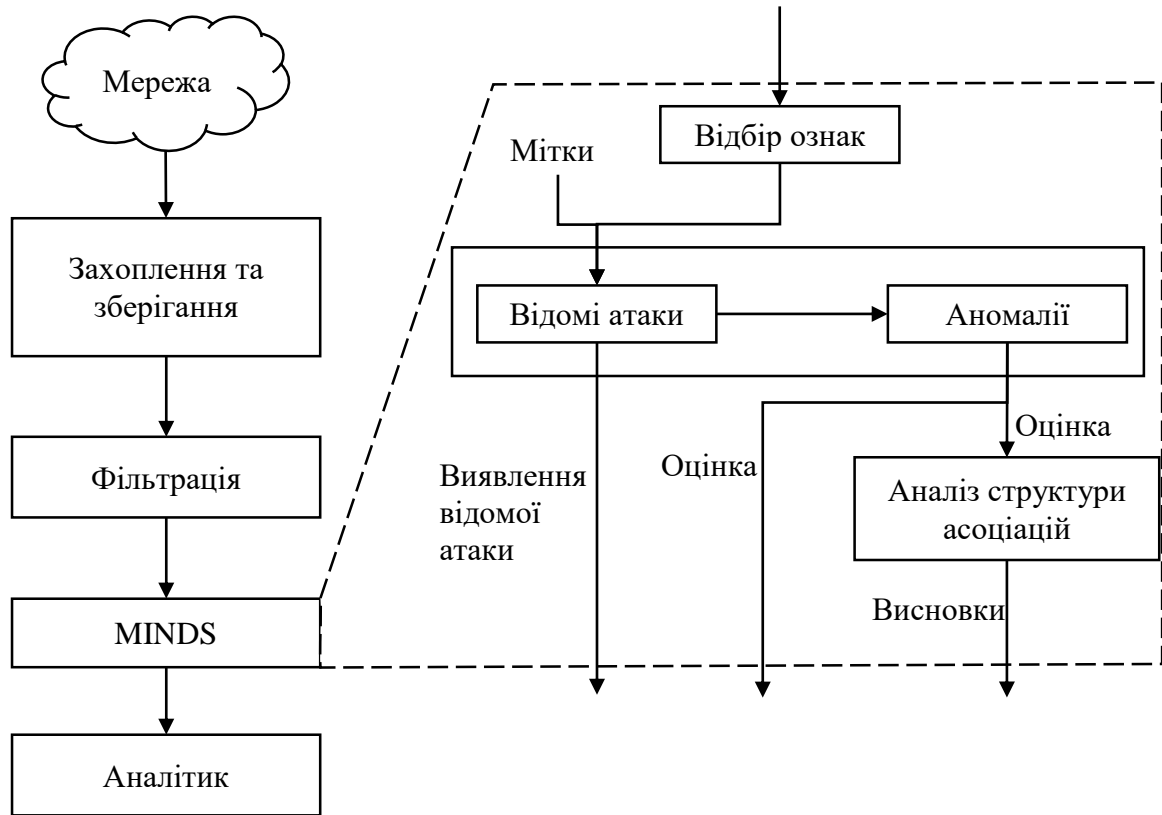 Мережа
Захоплення та
зберігання
Фільтрація
MINDS
Аналітик
Відбір ознак
Мітки
Відомі атаки
Аномалії
Виявлення
відомої
атаки
Оцінка
Оцінка
Аналіз структури
асоціацій
Висновки